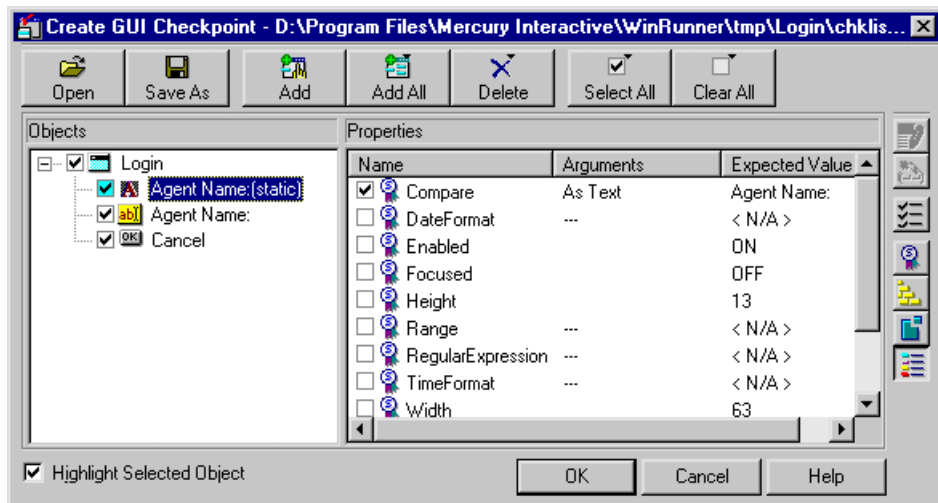 Create GUI Checkpoint - D:\Program Files\Mercury Interactive\WinRunner\tmp\Login\chklis...
Open Save As Add Add All Delete Select All Clear All
Objects Properties
Login
Agent Name:(static)
Agent Name:
Cancel
Name Arguments Expected Value
Compare As Text Agent Name:
DateFormat --- < N/A >
Enabled ON
Focused OFF
Height 13
Range --- < N/A >
RegularExpression --- < N/A >
TimeFormat --- < N/A >
Width 63
Highlight Selected Object
OK Cancel Help